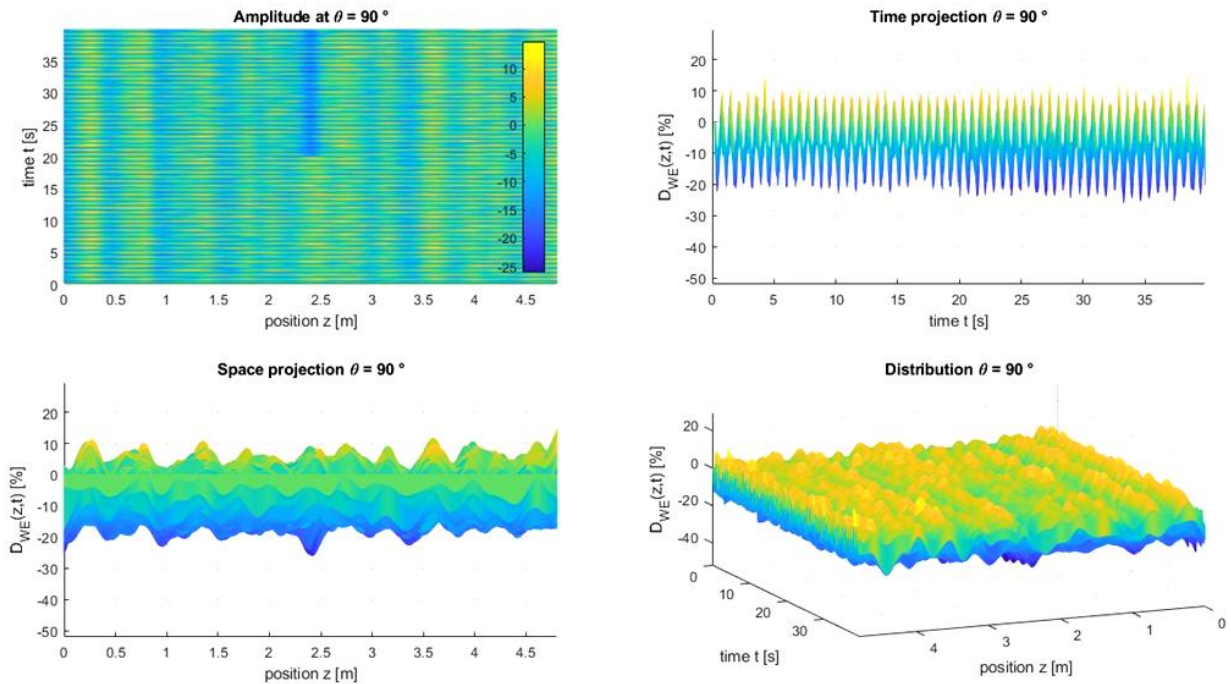 Amplitude at θ = 90 °
time t [s]
35
30
25
20
15
10
5
0
0 0.5 1 1.5 2 2.5 3 3.5 4 4.5
position z [m]
10
5
0
-5
-10
-15
-20
-25
Time projection θ = 90 °
D_WE(z,t) [%]
20
10
0
-10
-20
-30
-40
-50
0 5 10 15 20 25 30 35
time t [s]
Space projection θ = 90 °
D_WE(z,t) [%]
20
10
0
-10
-20
-30
-40
-50
0 0.5 1 1.5 2 2.5 3 3.5 4 4.5
position z [m]
Distribution θ = 90 °
D_WE(z,t) [%]
20
0
-20
-40
0
10
20
30
time t [s]
4 3 2 1 0
position z [m]